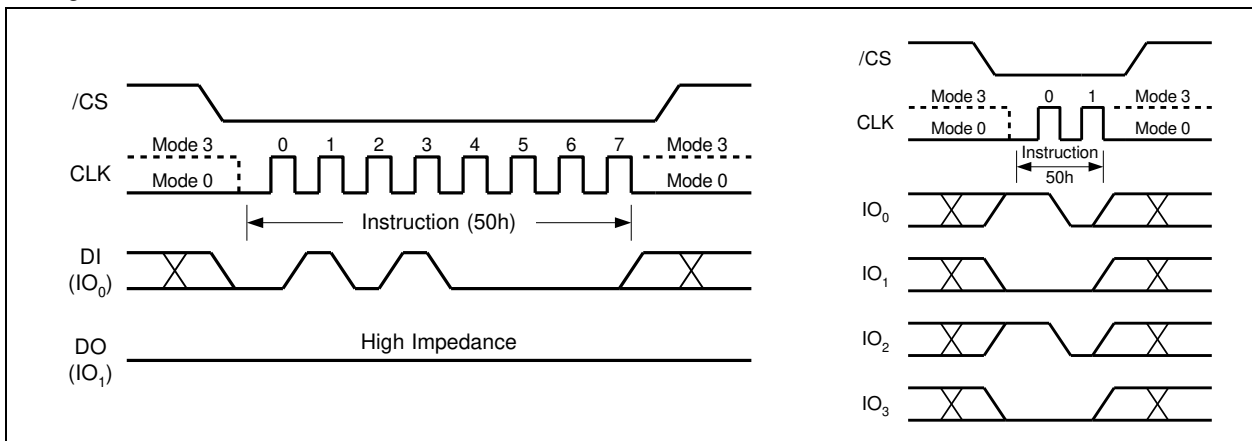 /CS
Mode 3 0 1 2 3 4 5 6 7 Mode 3
CLK
Mode 0 Mode 0
Instruction (50h)
DI
(IO0)
High Impedance
DO
(IO1)
/CS
Mode 3 0 1 Mode 3
CLK
Mode 0 Mode 0
Instruction
50h
IO0
IO1
IO2
IO3